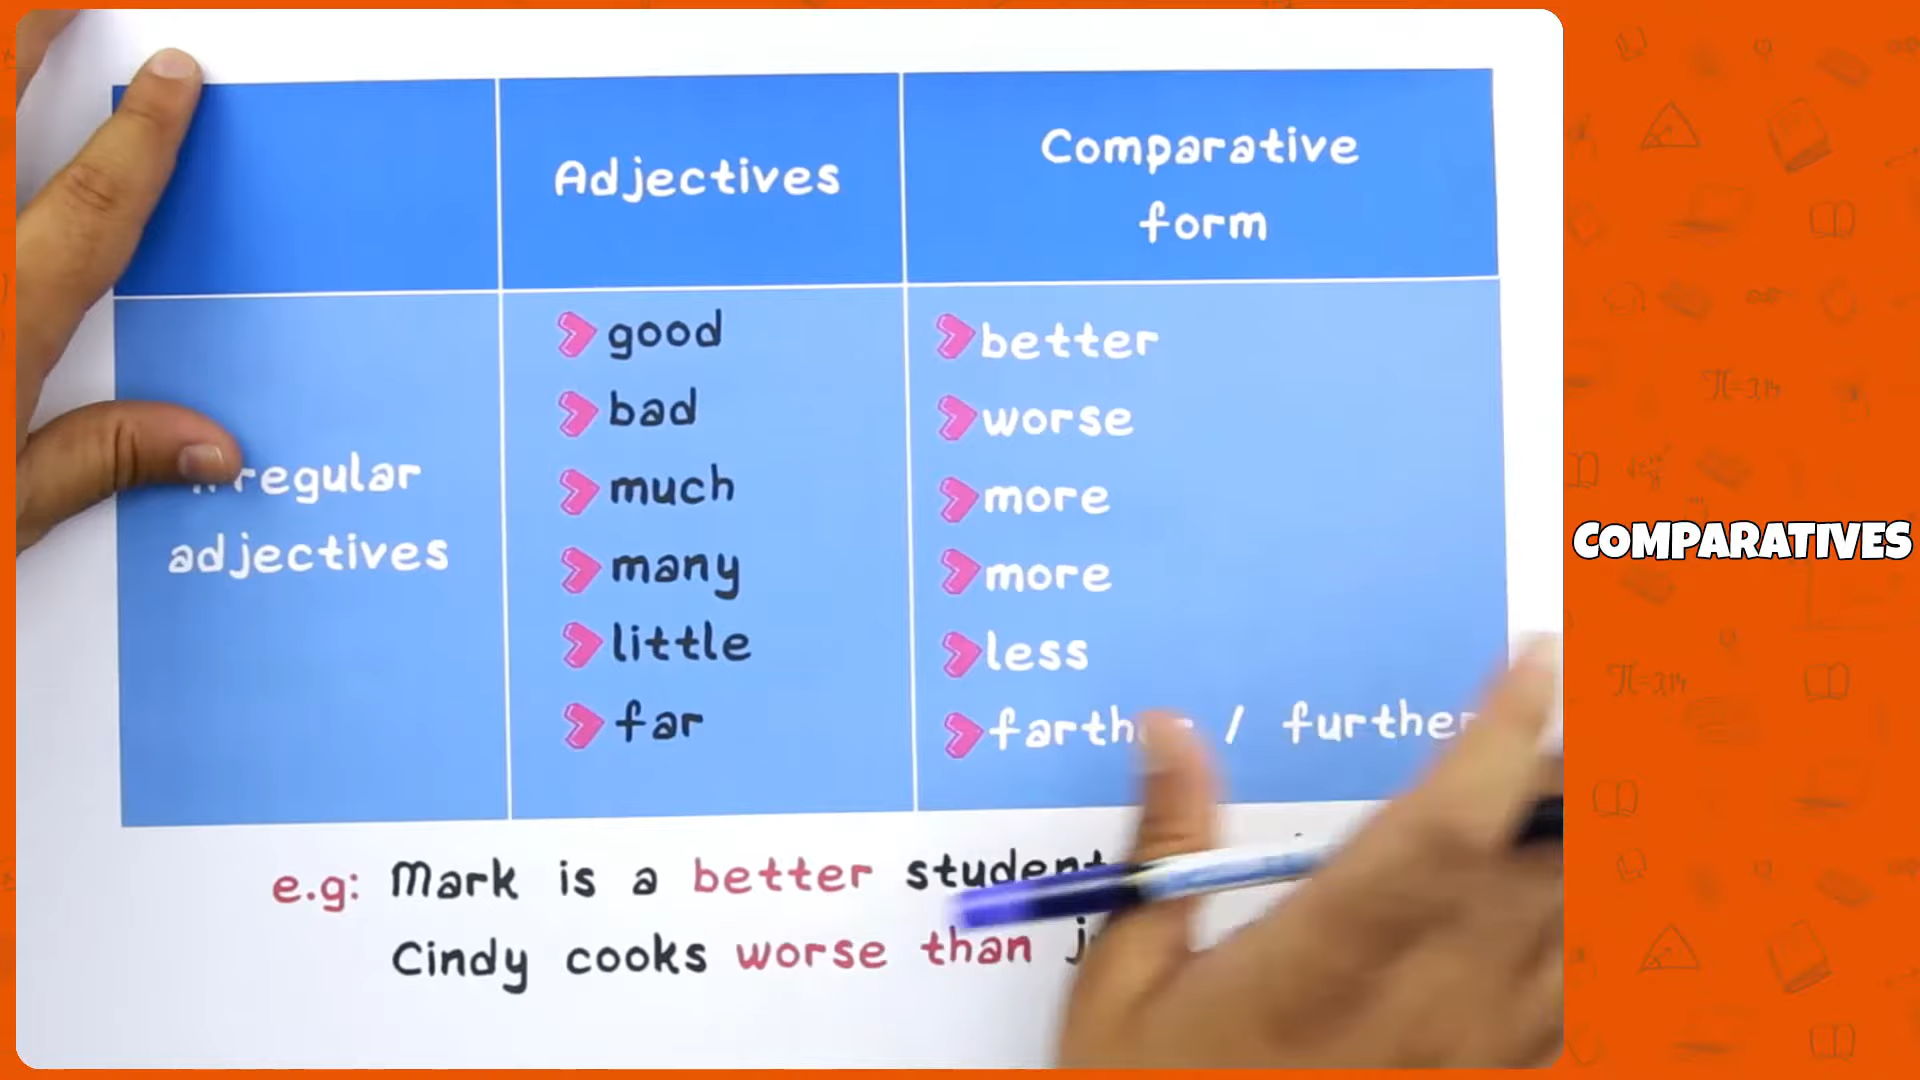 Adjectives
Comparative
form
regular
adjectives
good
bad
much
many
little
far
better
worse
more
more
less
/ further
e.g: Mark is a better student
Cindy cooks worse than
COMPARATIVES